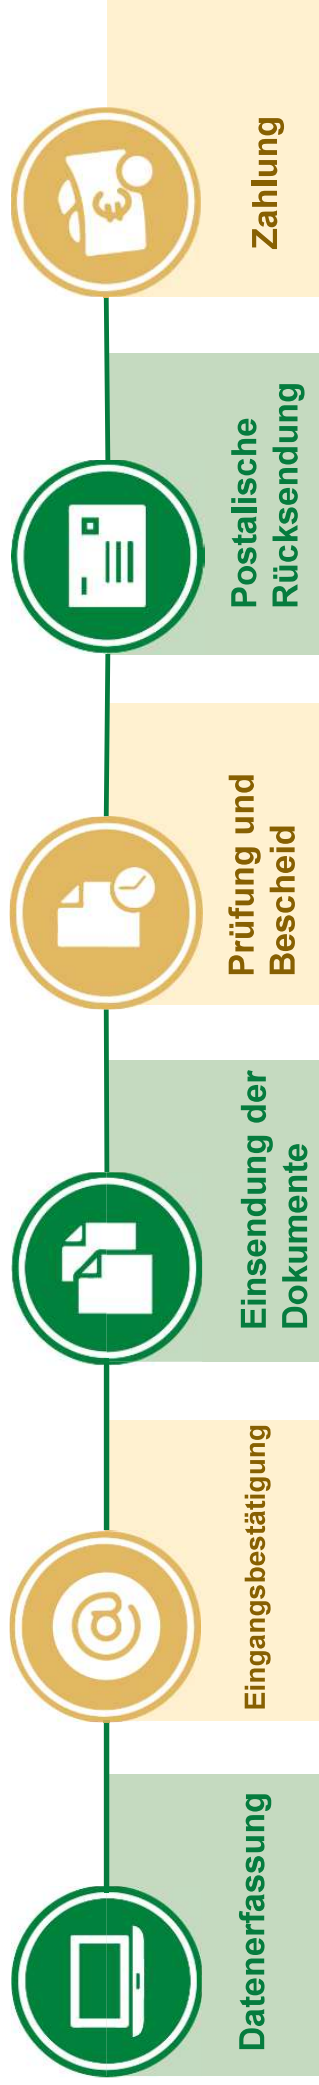 Datenerfassung
Eingangsbestätigung
Einsendung der
Dokumente
Prüfung und
Bescheid
Postalische
Rücksendung
Zahlung